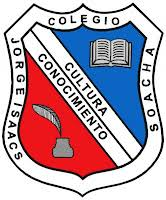 COLEGIO
JORGE ISAACS
SOACHA
CULTURA
CONOCIMIENTO